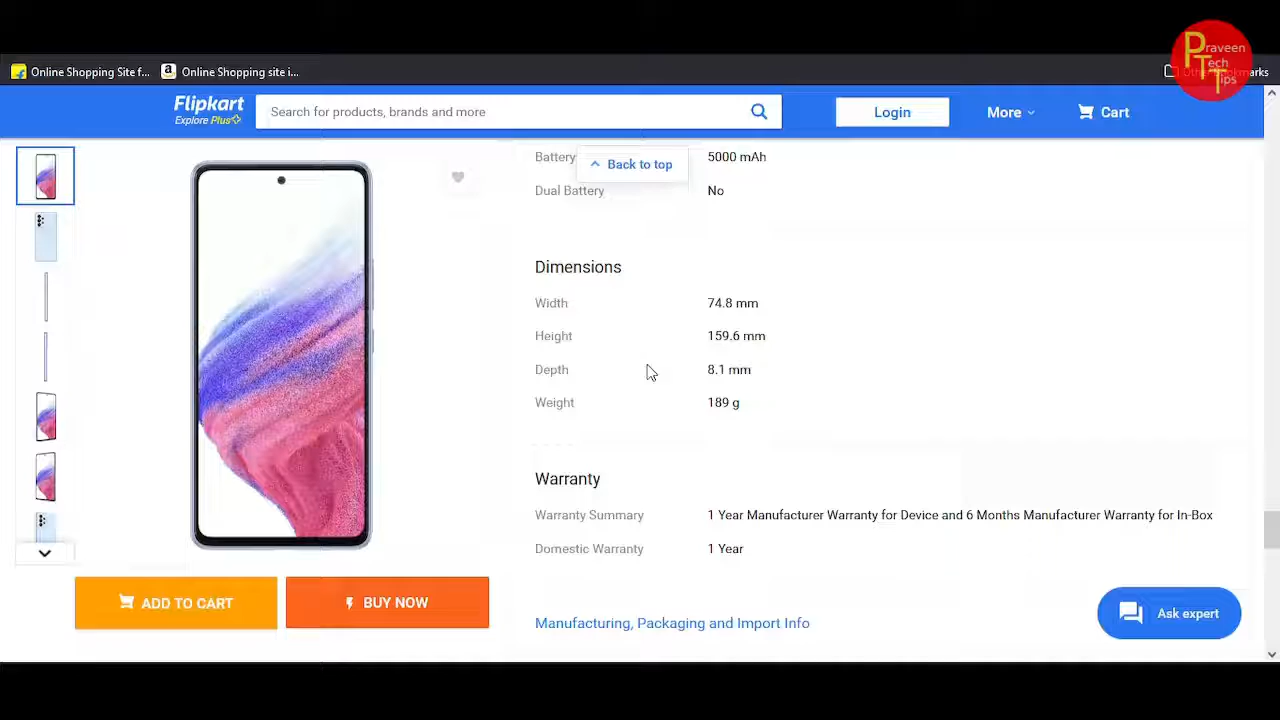 Online Shopping Site f... Online Shopping site i... Other bookmarks
Praveen
Tech
Tips
Flipkart
Explore Plus
Search for products, brands and more
Login
More
Cart
Battery 5000 mAh
Back to top
Dual Battery No
Dimensions
Width 74.8 mm
Height 159.6 mm
Depth 8.1 mm
Weight 189 g
Warranty
Warranty Summary 1 Year Manufacturer Warranty for Device and 6 Months Manufacturer Warranty for In-Box
Domestic Warranty 1 Year
ADD TO CART
BUY NOW
Ask expert
Manufacturing, Packaging and Import Info